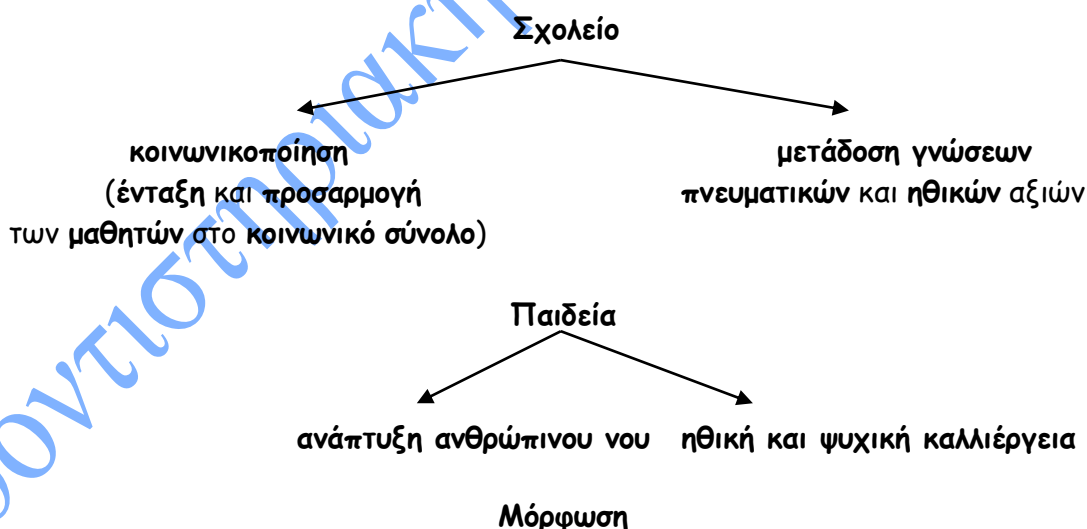 Σχολείο
κοινωνικοποίηση
(ένταξη και προσαρμογή
των μαθητών στο κοινωνικό σύνολο)
μετάδοση γνώσεων
πνευματικών και ηθικών αξιών
Παιδεία
ανάπτυξη ανθρώπινου νου
ηθική και ψυχική καλλιέργεια
Μόρφωση